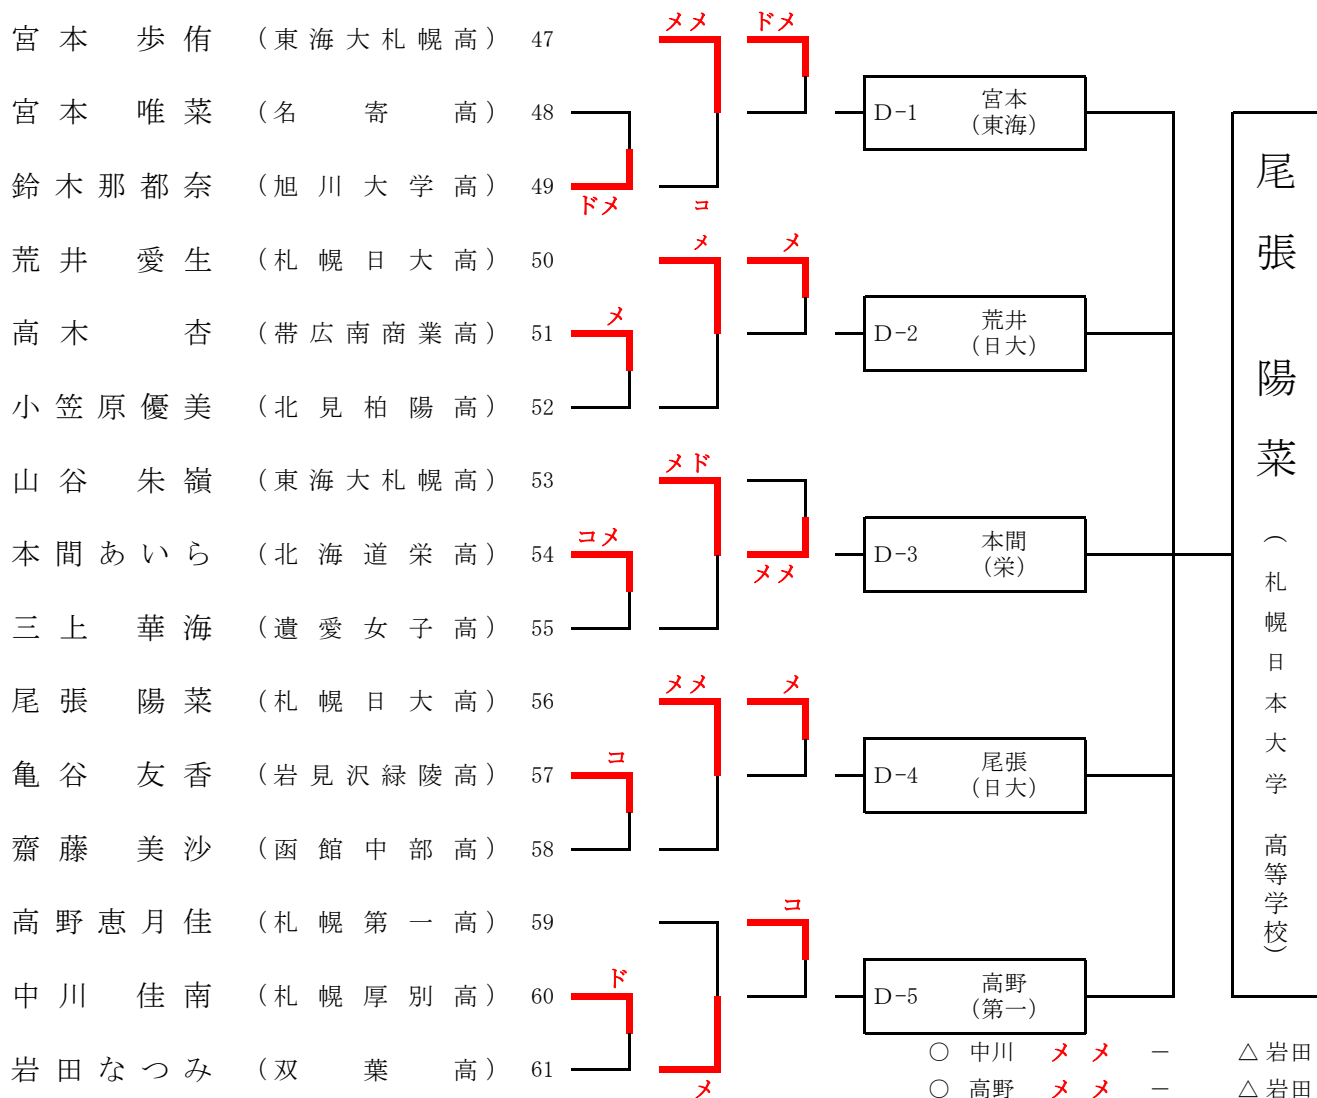 メメ ドメ
宮本 歩侑 (東海大札幌高) 47
宮本 唯菜 (名寄高) 48
D-1 宮本 (東海)
鈴木那都奈 (旭川大学高) 49
ドメ コ
メ メ
荒井 愛生 (札幌日大高) 50
メ
高木 杏 (帯広南商業高) 51
D-2 荒井 (日大)
小笠原優美 (北見柏陽高) 52
メド
山谷 朱嶺 (東海大札幌高) 53
コメ
本間あいら (北海道栄高) 54
メメ
D-3 本間 (栄)
三上 華海 (遺愛女子高) 55
メメ メ
尾張 陽菜 (札幌日大高) 56
コ
亀谷 友香 (岩見沢緑陵高) 57
D-4 尾張 (日大)
齋藤 美沙 (函館中部高) 58
コ
高野恵月佳 (札幌第一高) 59
ド
中川 佳南 (札幌厚別高) 60
D-5 高野 (第一)
岩田なつみ (双葉高) 61
メ
○ 中川 メ メ - △ 岩田
○ 高野 メ メ - △ 岩田
尾張 陽菜 (札幌日本大学 高等学校)